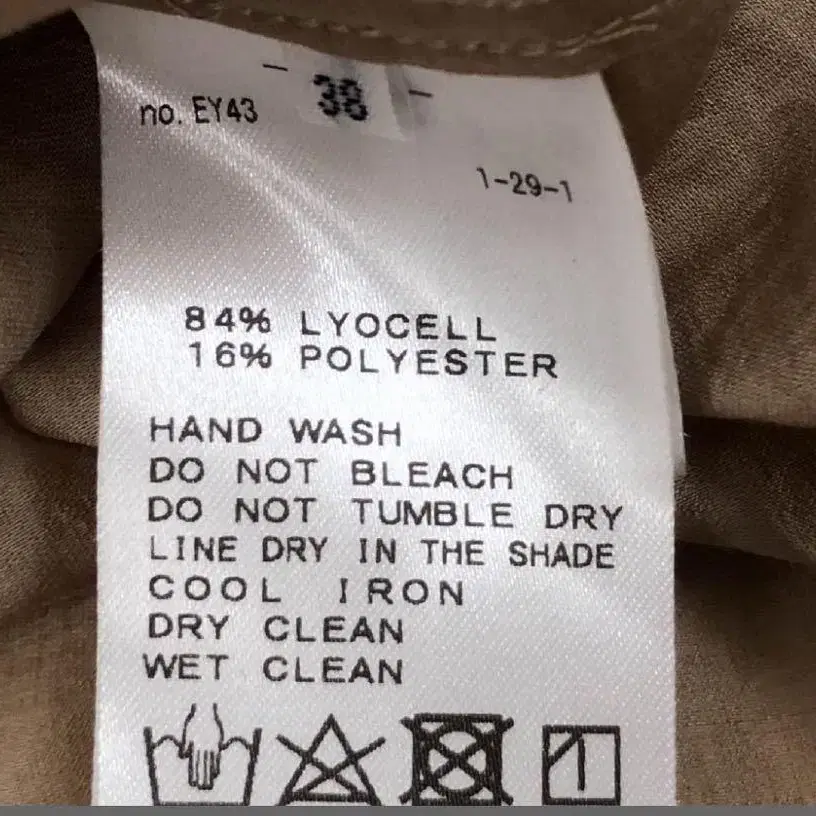 - 38 -
no. EY43
1-29-1
84% LYOCELL
16% POLYESTER
HAND WASH
DO NOT BLEACH
DO NOT TUMBLE DRY
LINE DRY IN THE SHADE
COOL IRON
DRY CLEAN
WET CLEAN